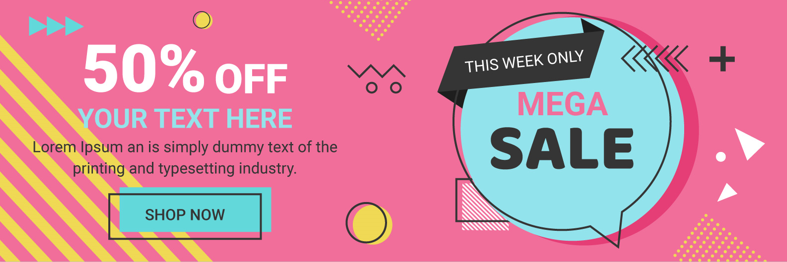 50% OFF
YOUR TEXT HERE
Lorem Ipsum an is simply dummy text of the
printing and typesetting industry.
SHOP NOW
THIS WEEK ONLY
MEGA
SALE